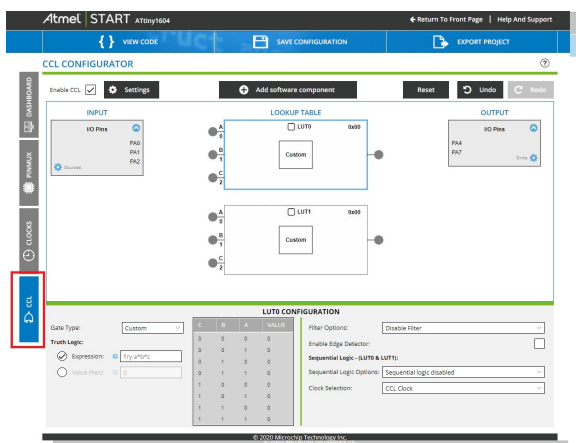 Atmel START ATtiny1604
Return To Front Page | Help And Support
{ } VIEW CODE
SAVE CONFIGURATION
EXPORT PROJECT
CCL CONFIGURATOR
?
Enable CCL
Settings
Add software component
Reset
Undo
Redo
DASHBOARD
PINMUX
CLOCKS
CCL
INPUT
LOOKUP TABLE
OUTPUT
I/O Pins
PA0
PA1
PA2
Sources
A
0
B
1
C
2
LUT0
0x00
Custom
I/O Pins
PA4
PA7
Sinks
A
0
B
1
C
2
LUT1
0x00
Custom
LUT0 CONFIGURATION
Gate Type: Custom
Truth Logic:
Expression: Try a*b*c
Value (hex): 0
C B A VALUE
0 0 0 0
0 0 1 0
0 1 0 0
0 1 1 0
1 0 0 0
1 0 1 0
1 1 0 0
1 1 1 0
Filter Options: Disable Filter
Enable Edge Detector:
Sequential Logic - (LUT0 & LUT1):
Sequential Logic Options: Sequential logic disabled
Clock Selection: CCL Clock
© 2020 Microchip Technology Inc.